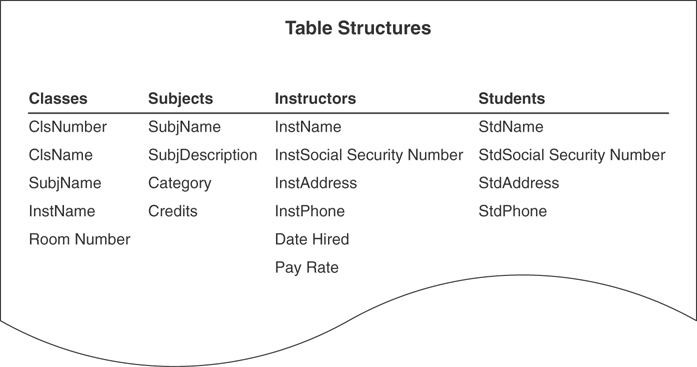 Table Structures
Classes Subjects Instructors Students
ClsNumber SubjName InstName StdName
ClsName SubjDescription InstSocial Security Number StdSocial Security Number
SubjName Category InstAddress StdAddress
InstName Credits InstPhone StdPhone
Room Number Date Hired
Pay Rate